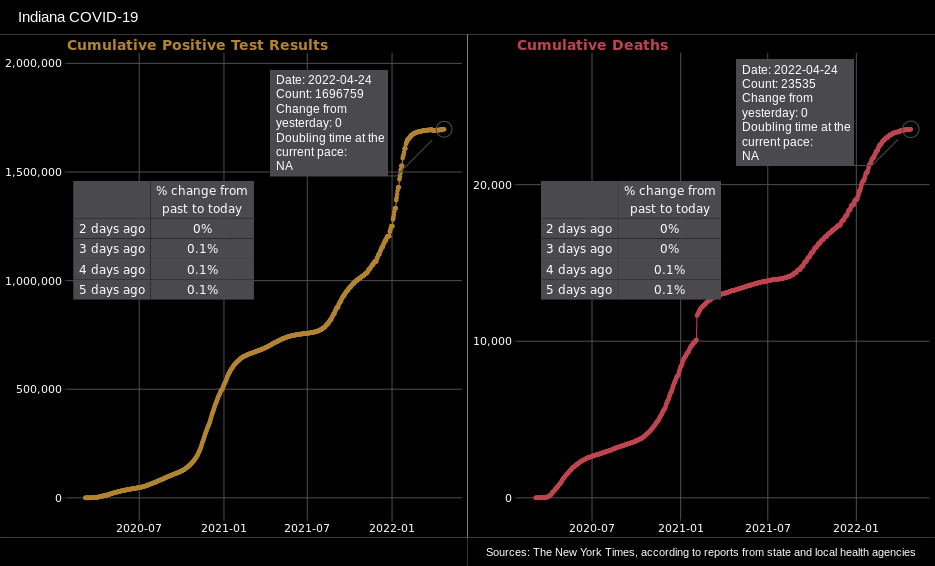 Indiana COVID-19
Cumulative Positive Test Results
2,000,000
1,500,000
1,000,000
500,000
0
2020-07 2021-01 2021-07 2022-01
Date: 2022-04-24
Count: 1696759
Change from
yesterday: 0
Doubling time at the
current pace:
NA
% change from
past to today
2 days ago 0%
3 days ago 0.1%
4 days ago 0.1%
5 days ago 0.1%
Cumulative Deaths
20,000
10,000
0
2020-07 2021-01 2021-07 2022-01
Date: 2022-04-24
Count: 23535
Change from
yesterday: 0
Doubling time at the
current pace:
NA
% change from
past to today
2 days ago 0%
3 days ago 0%
4 days ago 0.1%
5 days ago 0.1%
Sources: The New York Times, according to reports from state and local health agencies